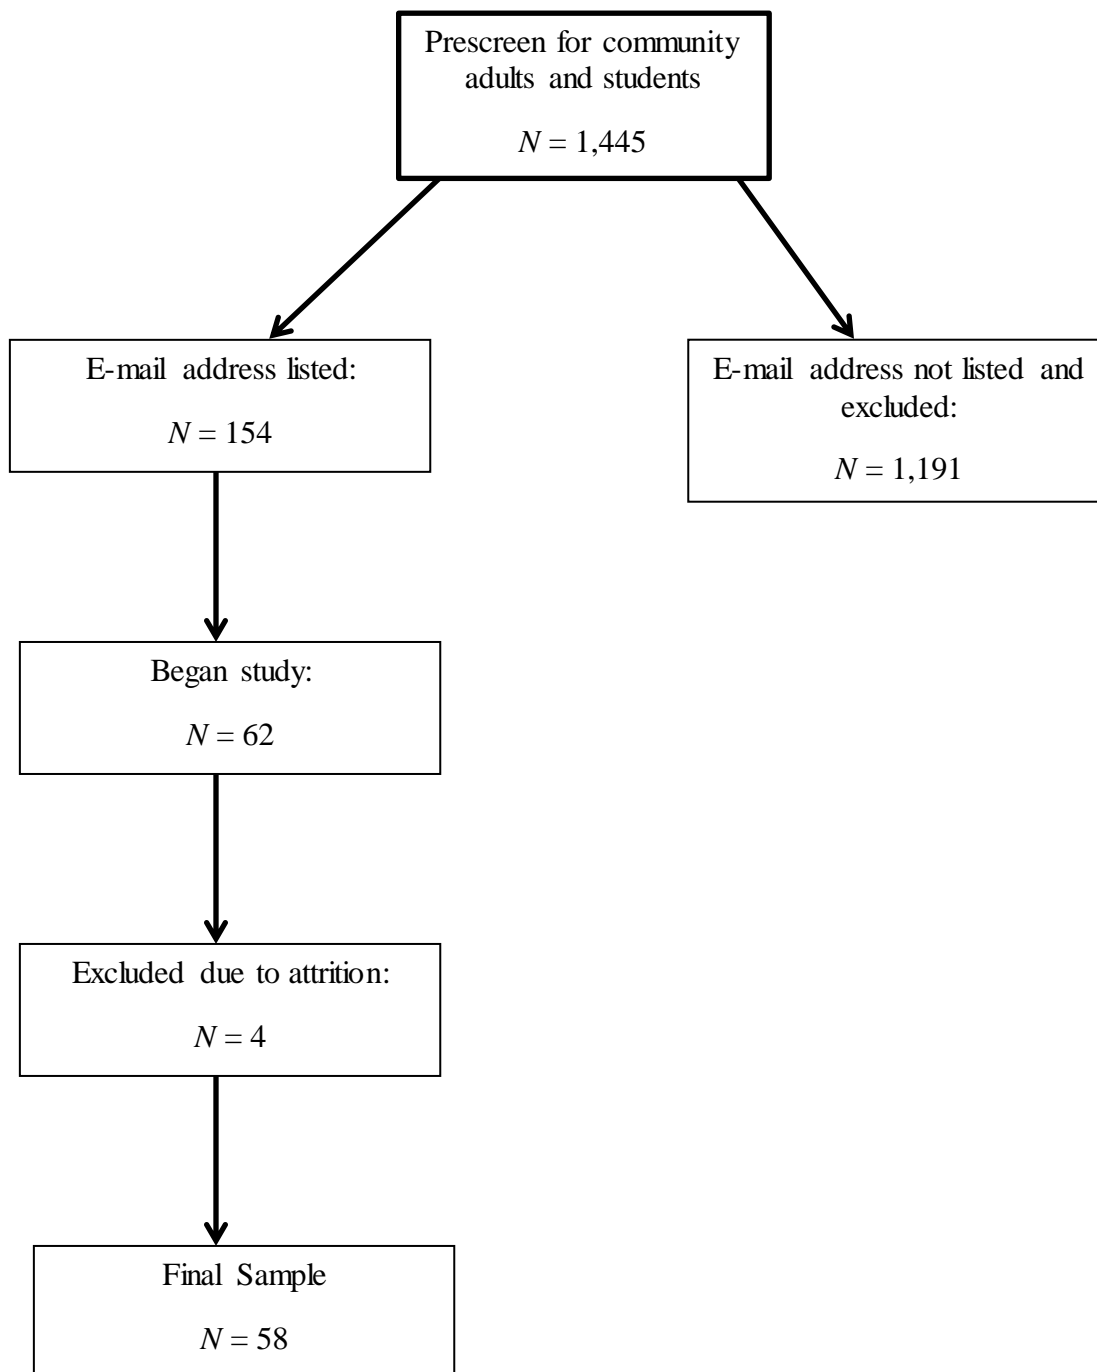 Prescreen for community
adults and students
N = 1,445
E-mail address listed:
N = 154
E-mail address not listed and
excluded:
N = 1,191
Began study:
N = 62
Excluded due to attrition:
N = 4
Final Sample
N = 58